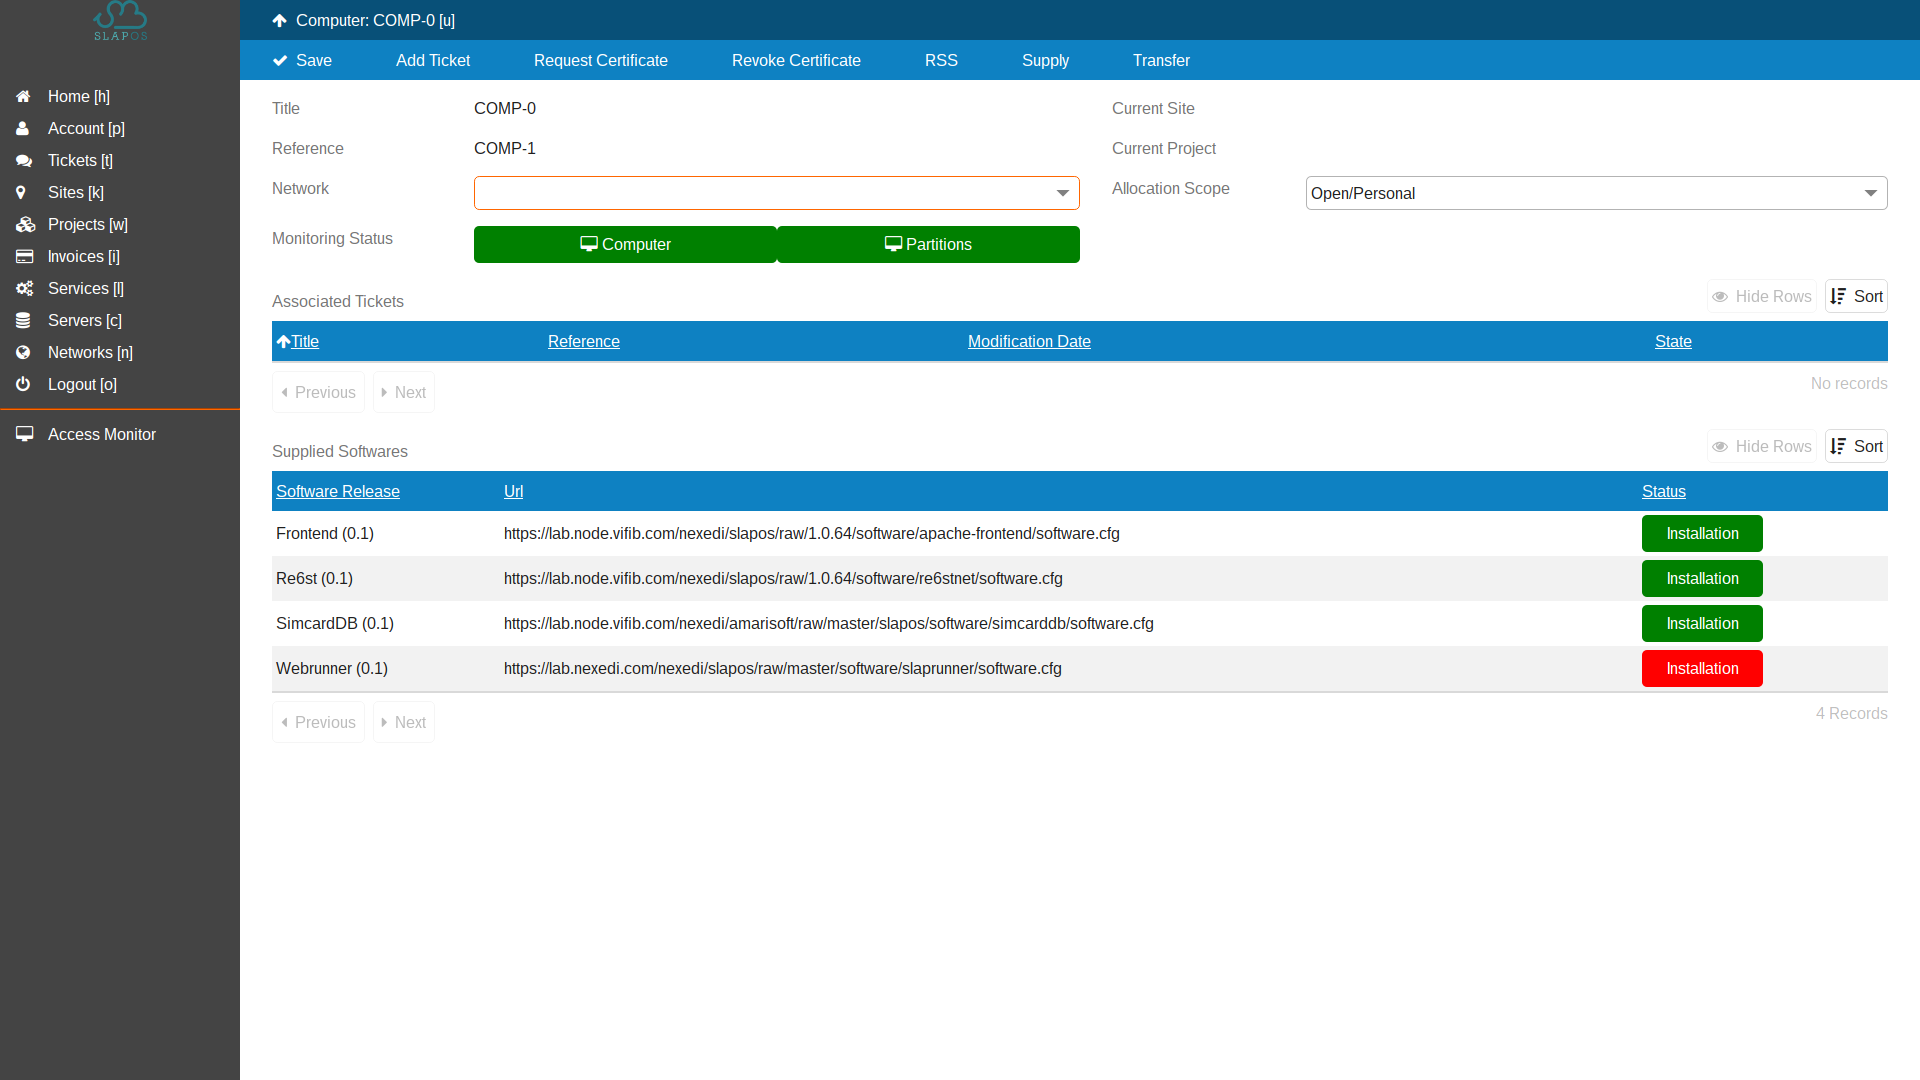 SLAPOS
Home [h]
Account [p]
Tickets [t]
Sites [k]
Projects [w]
Invoices [i]
Services [l]
Servers [c]
Networks [n]
Logout [o]
Access Monitor
Computer: COMP-0 [u]
Save Add Ticket Request Certificate Revoke Certificate RSS Supply Transfer
Title COMP-0 Current Site
Reference COMP-1 Current Project
Network Allocation Scope Open/Personal
Monitoring Status Computer Partitions
Associated Tickets Hide Rows Sort
Title Reference Modification Date State
Previous Next No records
Supplied Softwares Hide Rows Sort
Software Release Url Status
Frontend (0.1) https://lab.node.vifib.com/nexedi/slapos/raw/1.0.64/software/apache-frontend/software.cfg Installation
Re6st (0.1) https://lab.node.vifib.com/nexedi/slapos/raw/1.0.64/software/re6stnet/software.cfg Installation
SimcardDB (0.1) https://lab.node.vifib.com/nexedi/amarisoft/raw/master/slapos/software/simcarddb/software.cfg Installation
Webrunner (0.1) https://lab.nexedi.com/nexedi/slapos/raw/master/software/slaprunner/software.cfg Installation
Previous Next 4 Records